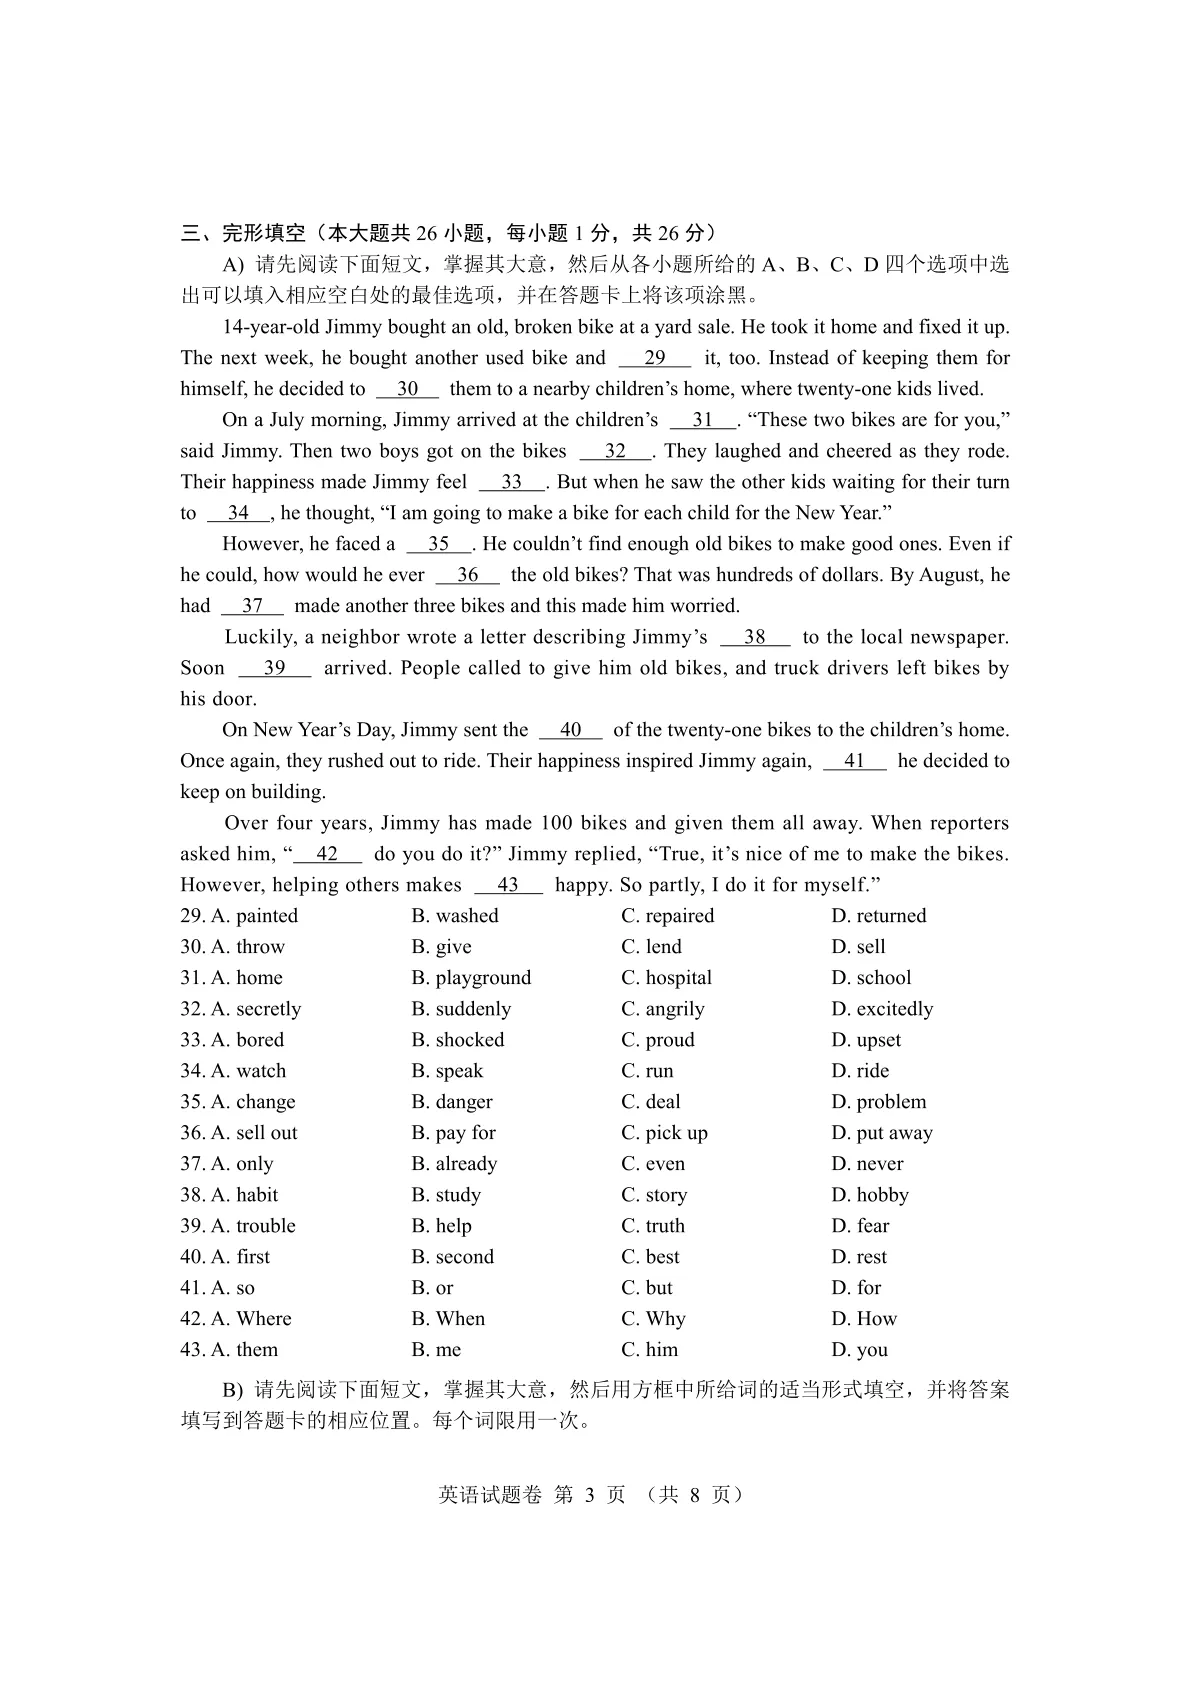 三、完形填空（本大题共 26 小题，每小题 1 分，共 26 分）
A）请先阅读下面短文，掌握其大意，然后从各小题所给的 A、B、C、D 四个选项中选
出可以填入相应空白处的最佳选项，并在答题卡上将该项涂黑。
14-year-old Jimmy bought an old, broken bike at a yard sale. He took it home and fixed it up.
The next week, he bought another used bike and __29__ it, too. Instead of keeping them for
himself, he decided to __30__ them to a nearby children’s home, where twenty-one kids lived.
On a July morning, Jimmy arrived at the children’s __31__. “These two bikes are for you,”
said Jimmy. Then two boys got on the bikes __32__. They laughed and cheered as they rode.
Their happiness made Jimmy feel __33__. But when he saw the other kids waiting for their turn
to __34__, he thought, “I am going to make a bike for each child for the New Year.”
However, he faced a __35__. He couldn’t find enough old bikes to make good ones. Even if
he could, how would he ever __36__ the old bikes? That was hundreds of dollars. By August, he
had __37__ made another three bikes and this made him worried.
Luckily, a neighbor wrote a letter describing Jimmy’s __38__ to the local newspaper.
Soon __39__ arrived. People called to give him old bikes, and truck drivers left bikes by
his door.
On New Year’s Day, Jimmy sent the __40__ of the twenty-one bikes to the children’s home.
Once again, they rushed out to ride. Their happiness inspired Jimmy again, __41__ he decided to
keep on building.
Over four years, Jimmy has made 100 bikes and given them all away. When reporters
asked him, “__42__ do you do it?” Jimmy replied, “True, it’s nice of me to make the bikes.
However, helping others makes __43__ happy. So partly, I do it for myself.”
29. A. painted B. washed C. repaired D. returned
30. A. throw B. give C. lend D. sell
31. A. home B. playground C. hospital D. school
32. A. secretly B. suddenly C. angrily D. excitedly
33. A. bored B. shocked C. proud D. upset
34. A. watch B. speak C. run D. ride
35. A. change B. danger C. deal D. problem
36. A. sell out B. pay for C. pick up D. put away
37. A. only B. already C. even D. never
38. A. habit B. study C. story D. hobby
39. A. trouble B. help C. truth D. fear
40. A. first B. second C. best D. rest
41. A. so B. or C. but D. for
42. A. Where B. When C. Why D. How
43. A. them B. me C. him D. you
B）请先阅读下面短文，掌握其大意，然后用方框中所给词的适当形式填空，并将答案
填写到答题卡的相应位置。每个词限用一次。
英语试题卷 第 3 页 （共 8 页）